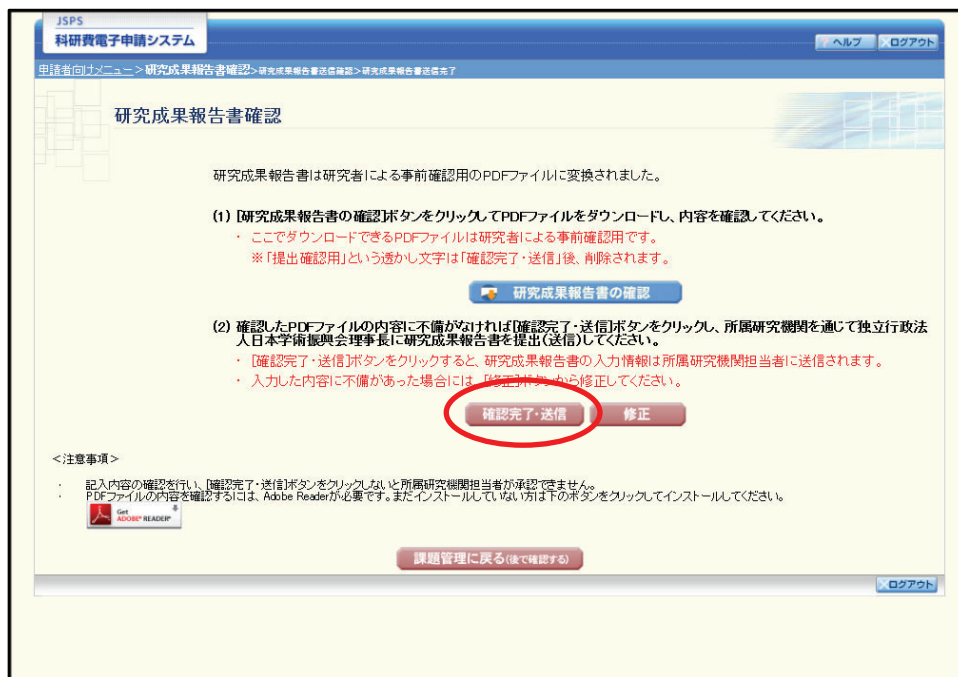 JSPS
科研費電子申請システム
ヘルプ
ログアウト
申請者向けメニュー>研究成果報告書確認>研究成果報告書送信確認>研究成果報告書送信完了
研究成果報告書確認
研究成果報告書は研究者による事前確認用のPDFファイルに変換されました。
(1) [研究成果報告書の確認]ボタンをクリックしてPDFファイルをダウンロードし、内容を確認してください。
・ ここでダウンロードできるPDFファイルは研究者による事前確認用です。
※「提出確認用」という透かし文字は「確認完了・送信」後、削除されます。
研究成果報告書の確認
(2) 確認したPDFファイルの内容に不備がなければ[確認完了・送信]ボタンをクリックし、所属研究機関を通じて独立行政法
人日本学術振興会理事長に研究成果報告書を提出(送信)してください。
・ [確認完了・送信]ボタンをクリックすると、研究成果報告書の入力情報は所属研究機関担当者に送信されます。
・ 入力した内容に不備があった場合には、[修正]ボタンから修正してください。
確認完了・送信
修正
<注意事項>
・ 記入内容の確認を行い、[確認完了・送信]ボタンをクリックしないと所属研究機関担当者が承認できません。
・ PDFファイルの内容を確認するには、Adobe Readerが必要です。まだインストールしていない方は下のボタンをクリックしてインストールしてください。
Get
ADOBE® READER®
課題管理に戻る(後で確認する)
ログアウト